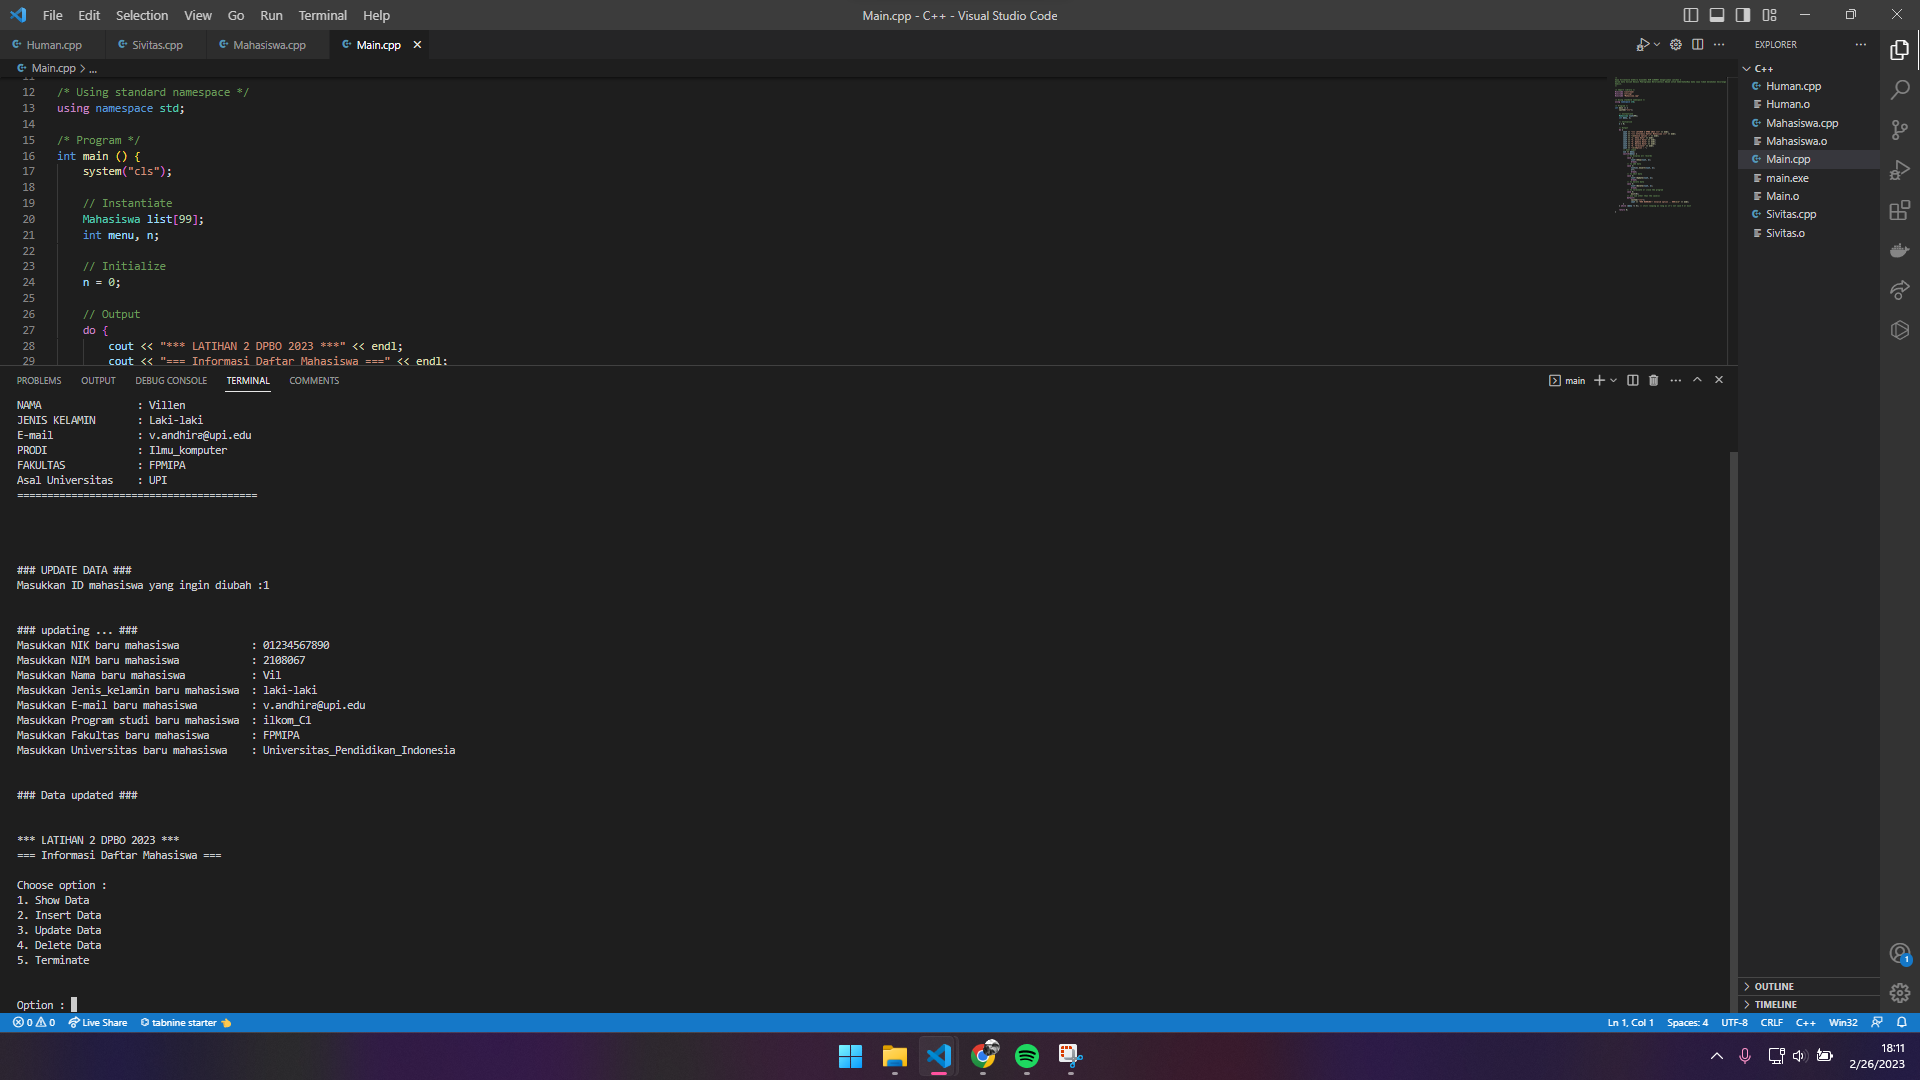 File Edit Selection View Go Run Terminal Help
Main.cpp - C++ - Visual Studio Code
Human.cpp Sivitas.cpp Mahasiswa.cpp Main.cpp
Main.cpp > ...
11
12 /* Using standard namespace */
13 using namespace std;
14
15 /* Program */
16 int main () {
17 system("cls");
18
19 // Instantiate
20 Mahasiswa list[99];
21 int menu, n;
22
23 // Initialize
24 n = 0;
25
26 // Output
27 do {
28 cout << "*** LATIHAN 2 DPBO 2023 ***" << endl;
29 cout << "=== Informasi Daftar Mahasiswa ===" << endl;
PROBLEMS OUTPUT DEBUG CONSOLE TERMINAL COMMENTS
main
NAMA : Villen
JENIS KELAMIN : Laki-laki
E-mail : v.andhira@upi.edu
PRODI : Ilmu_komputer
FAKULTAS : FPMIPA
Asal Universitas : UPI
========================================
### UPDATE DATA ###
Masukkan ID mahasiswa yang ingin diubah :1
### updating ... ###
Masukkan NIK baru mahasiswa : 01234567890
Masukkan NIM baru mahasiswa : 2108067
Masukkan Nama baru mahasiswa : Vil
Masukkan Jenis_kelamin baru mahasiswa : laki-laki
Masukkan E-mail baru mahasiswa : v.andhira@upi.edu
Masukkan Program studi baru mahasiswa : ilkom_C1
Masukkan Fakultas baru mahasiswa : FPMIPA
Masukkan Universitas baru mahasiswa : Universitas_Pendidikan_Indonesia
### Data updated ###
*** LATIHAN 2 DPBO 2023 ***
=== Informasi Daftar Mahasiswa ===
Choose option :
1. Show Data
2. Insert Data
3. Update Data
4. Delete Data
5. Terminate
Option :
EXPLORER
C++
Human.cpp
Human.o
Mahasiswa.cpp
Mahasiswa.o
Main.cpp
main.exe
Main.o
Sivitas.cpp
Sivitas.o
OUTLINE
TIMELINE
1
0 0 Live Share tabnine starter
Ln 1, Col 1 Spaces: 4 UTF-8 CRLF C++ Win32
18:11
2/26/2023